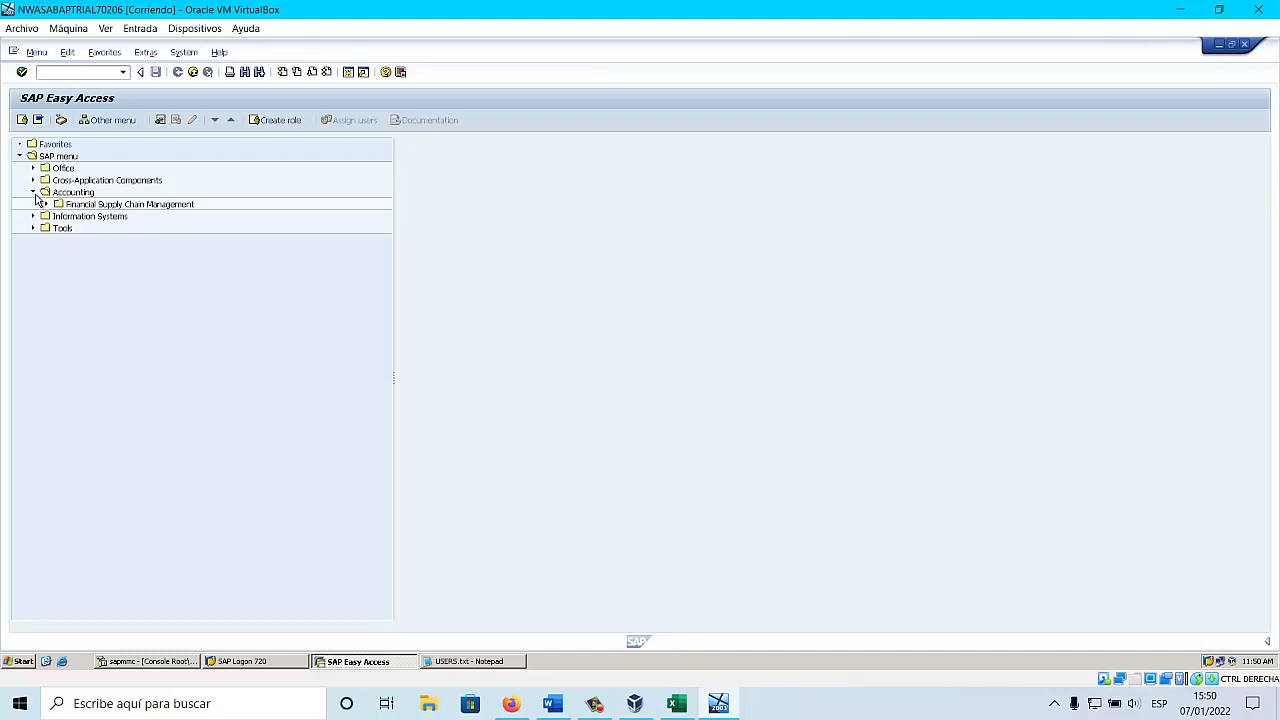 NWASABAPTRIAL70206 [Corriendo] - Oracle VM VirtualBox
Archivo Máquina Ver Entrada Dispositivos Ayuda
Menu Edit Favorites Extras System Help
SAP Easy Access
Other menu Create role Assign users Documentation
Favorites
SAP menu
Office
Cross-Application Components
Accounting
Financial Supply Chain Management
Information Systems
Tools
SAP
Start sapmmc - [Console Root\... SAP Logon 720 SAP Easy Access USERS.txt - Notepad 11:50 AM
CTRL DERECHA
Escribe aquí para buscar ESP 15:50
07/01/2022